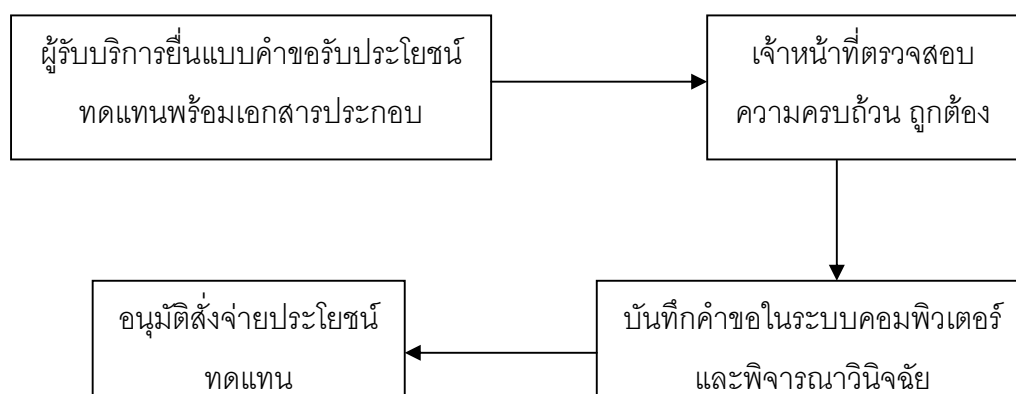 ผู้รับบริการยื่นแบบคำขอรับประโยชน์
ทดแทนพร้อมเอกสารประกอบ
เจ้าหน้าที่ตรวจสอบ
ความครบถ้วน ถูกต้อง
บันทึกคำขอในระบบคอมพิวเตอร์
และพิจารณาวินิจฉัย
อนุมัติสั่งจ่ายประโยชน์
ทดแทน